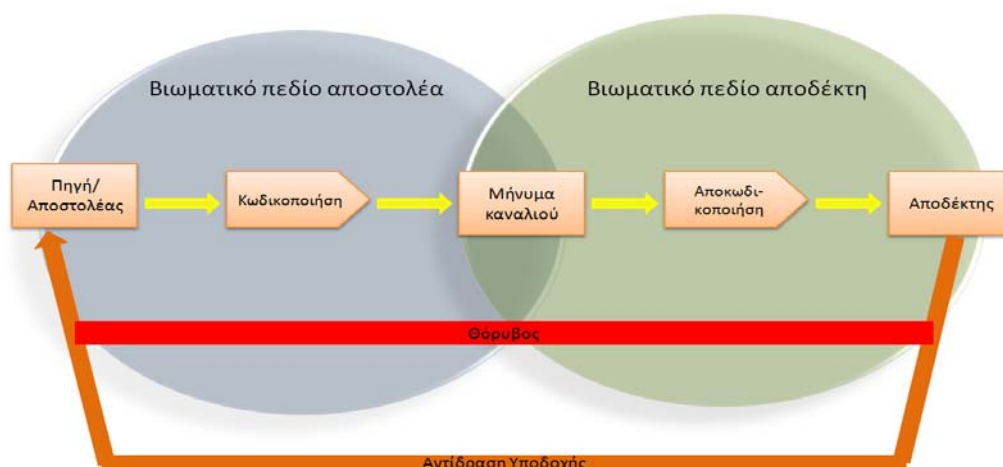 Βιωματικό πεδίο αποστολέα
Βιωματικό πεδίο αποδέκτη
Πηγή/
Αποστολέας
Κωδικοποίηση
Μήνυμα
καναλιού
Αποκωδι-
κοποίηση
Αποδέκτης
Θόρυβος
Αντίδραση Υποδοχής